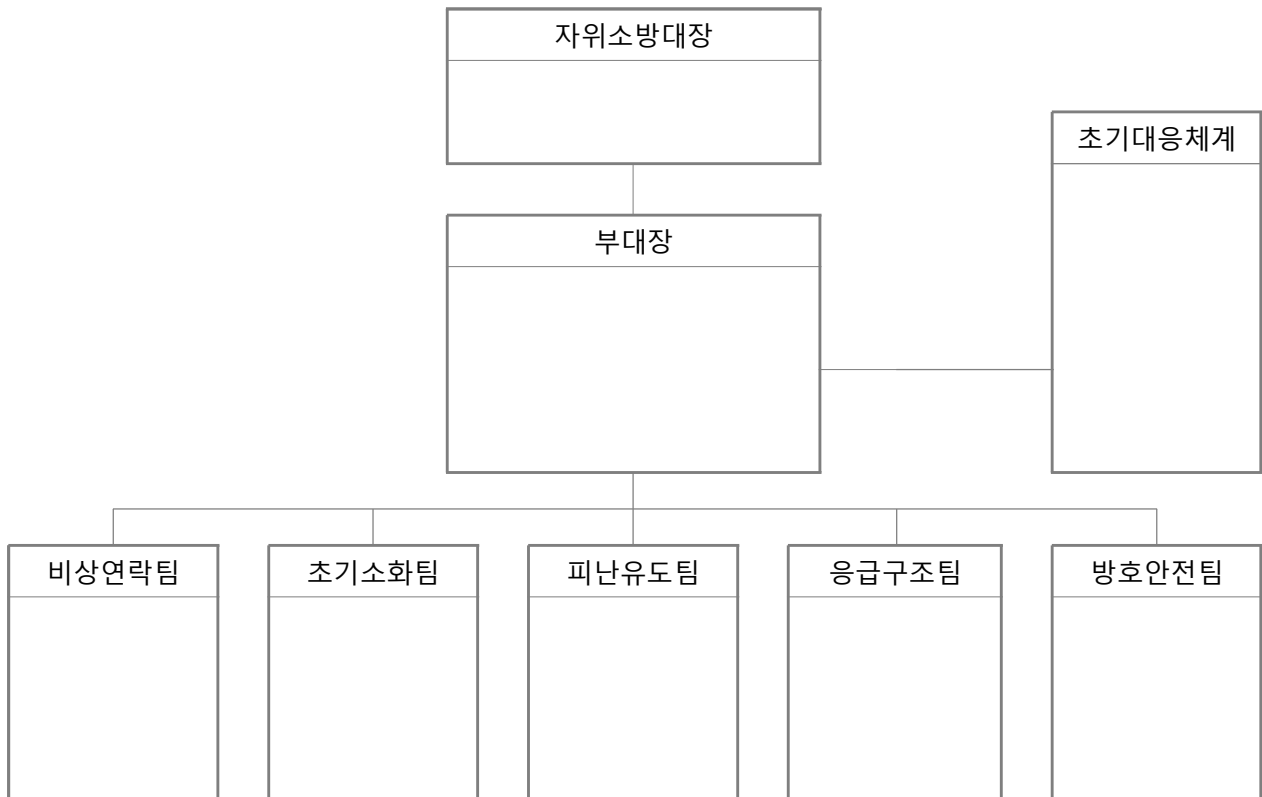 자위소방대장
초기대응체계
부대장
비상연락팀
초기소화팀
피난유도팀
응급구조팀
방호안전팀